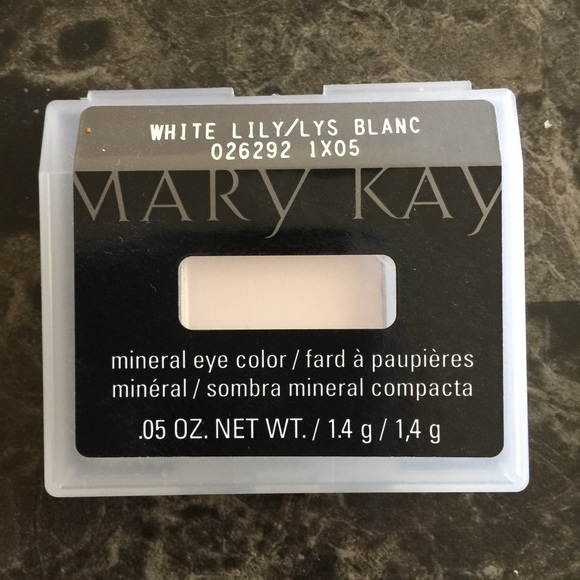 WHITE LILY/LYS BLANC
026292 1X05
MARY KAY
mineral eye color / fard à paupières
minéral / sombra mineral compacta
.05 OZ. NET WT. / 1.4 g / 1,4 g